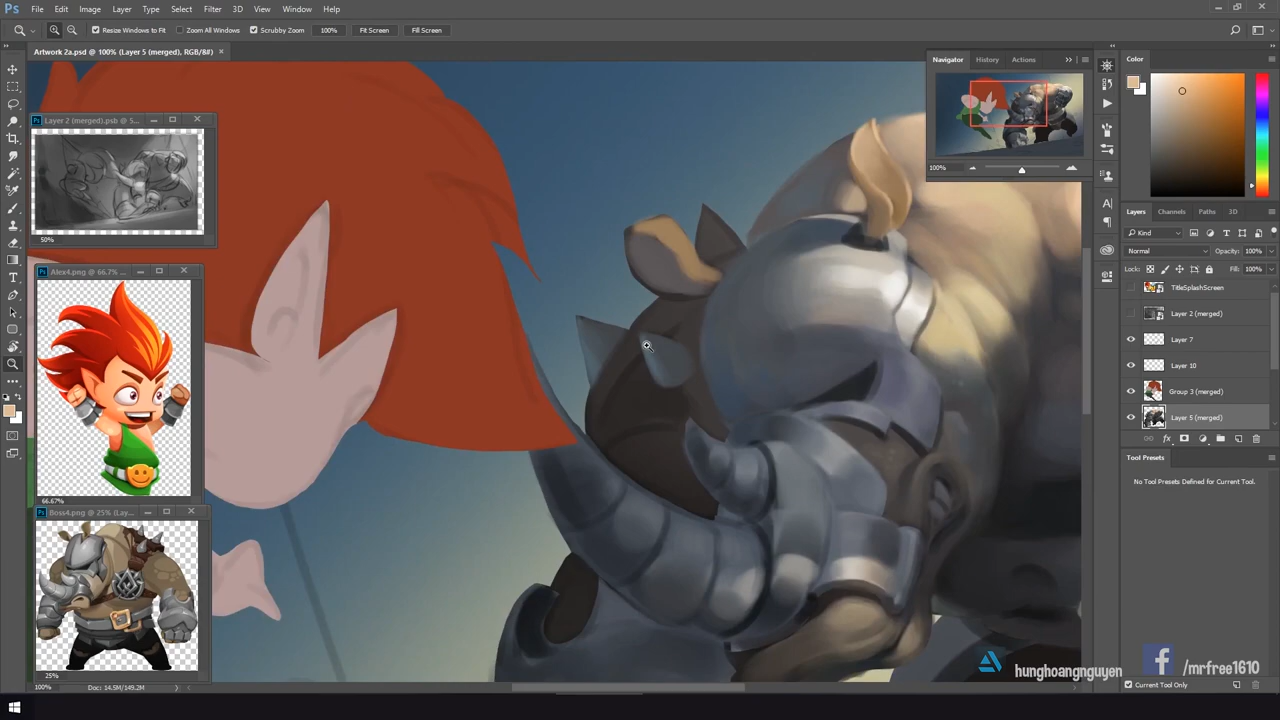 Ps File Edit Image Layer Type Select Filter 3D View Window Help
Resize Windows to Fit Zoom All Windows Scrubby Zoom 100% Fit Screen Fill Screen
Artwork 2a.psd @ 100% (Layer 5 (merged), RGB/8#) ×
Layer 2 (merged).psb @ 5...
50%
Alex4.png @ 66.7% ...
66.67%
Boss4.png @ 25% (Lay...
25%
100% Doc: 14.5M/149.2M
Navigator History Actions
100%
Color
Layers Channels Paths 3D
Kind
Normal Opacity: 100%
Lock: Fill: 100%
TitleSplashScreen
Layer 2 (merged)
Layer 7
Layer 10
Group 3 (merged)
Layer 5 (merged)
fx
Tool Presets
No Tool Presets Defined for Current Tool.
Current Tool Only
hunghoangnguyen f /mrfree1610